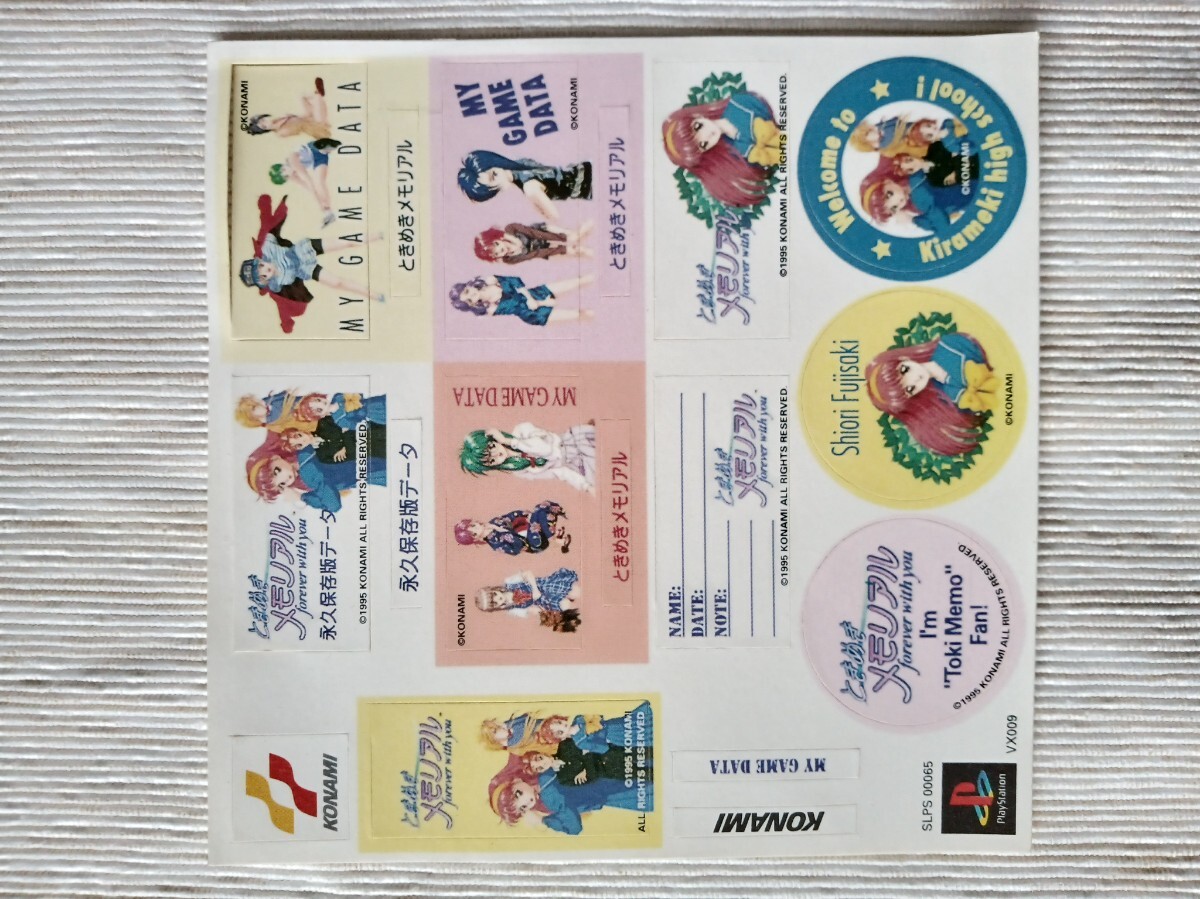 KONAMI
ときめき
メモリアル
forever with you
永久保存版データ
©1995 KONAMI ALL RIGHTS RESERVED.
永久保存版データ
©KONAMI
MY GAME DATA
ときめきメモリアル
ときめき
メモリアル
forever with you
©1995 KONAMI
ALL RIGHTS RESERVED
©KONAMI
MY GAME DATA
ときめきメモリアル
MY
GAME
DATA
©KONAMI
ときめきメモリアル
MY GAME DATA
KONAMI
NAME:
DATE:
NOTE:
ときめき
メモリアル
forever with you
©1995 KONAMI ALL RIGHTS RESERVED.
ときめき
メモリアル
forever with you
©1995 KONAMI ALL RIGHTS RESERVED.
ときめき
メモリアル
forever with you
I'm
"Toki Memo"
Fan!
©1995 KONAMI ALL RIGHTS RESERVED.
Shiori Fujisaki
©KONAMI
Welcome to
Kirameki high school !
©KONAMI
SLPS 00065
PlayStation
VX009